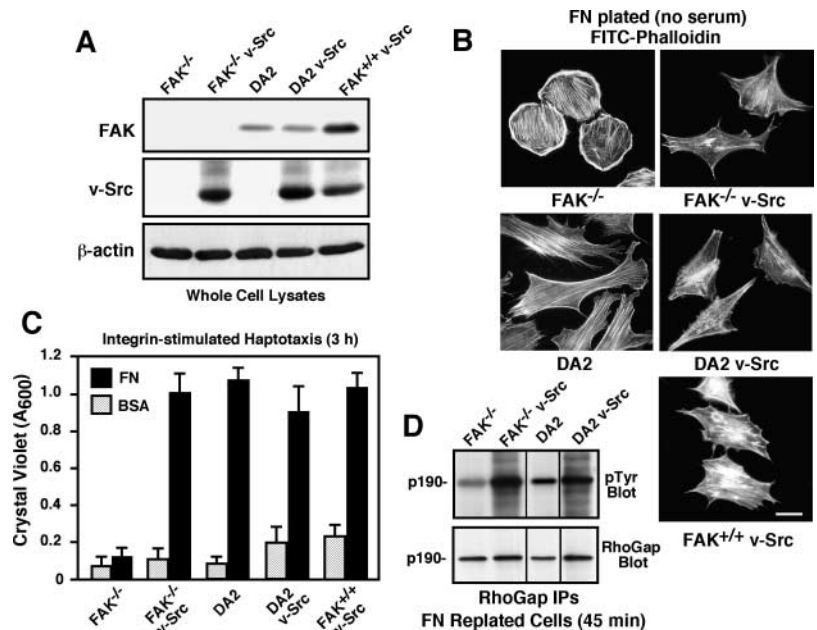 A
FAK-/-
FAK-/- v-Src
DA2
DA2 v-Src
FAK+/+ v-Src
FAK
v-Src
β-actin
Whole Cell Lysates
B
FN plated (no serum)
FITC-Phalloidin
FAK-/-
FAK-/- v-Src
DA2
DA2 v-Src
FAK+/+ v-Src
C
Integrin-stimulated Haptotaxis (3 h)
Crystal Violet (A600)
1.2
1.0
0.8
0.6
0.4
0.2
0
FN
BSA
FAK-/-
FAK-/-
v-Src
DA2
DA2
v-Src
FAK+/+
v-Src
D
FAK-/-
FAK-/- v-Src
DA2
DA2 v-Src
p190-
pTyr
Blot
p190-
RhoGap
Blot
RhoGap IPs
FN Replated Cells (45 min)